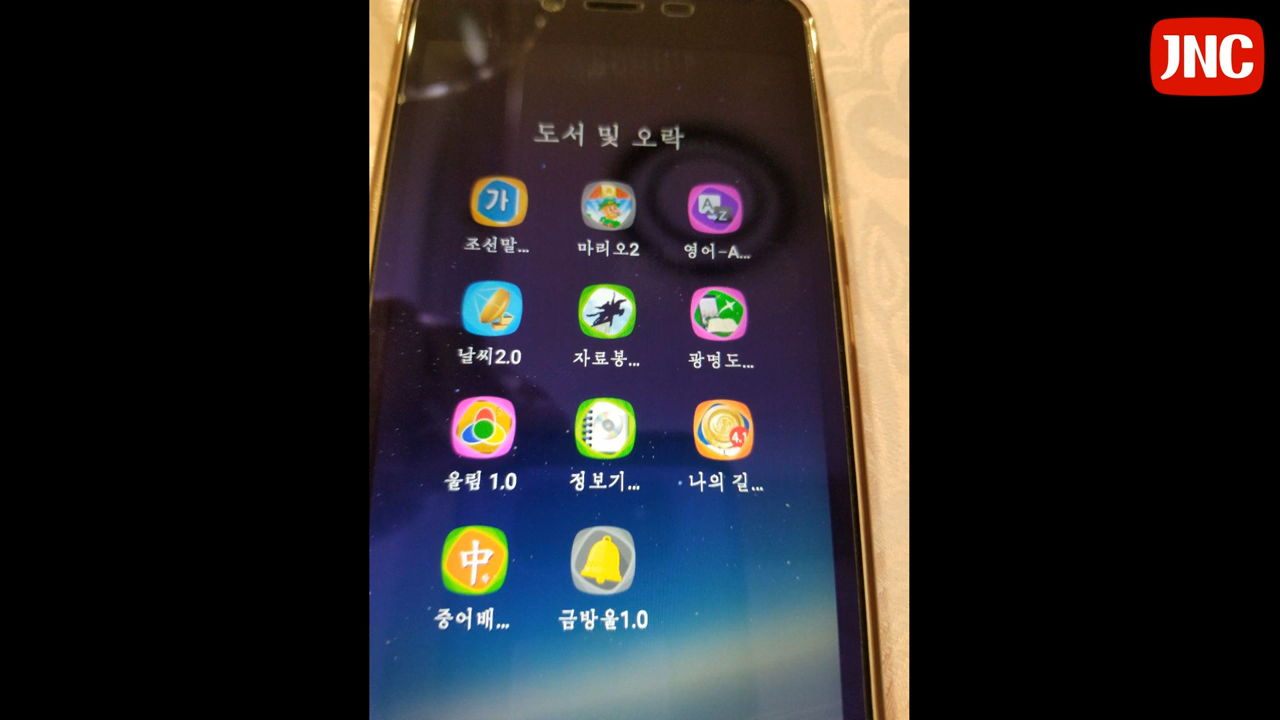 JNC
도서 및 오락
가
A
Z
조선말...
마리오2
영어-A...
날씨2.0
자료봉...
광명도...
4.1
울림 1.0
정보기...
나의 길...
中
중어배...
금방울1.0